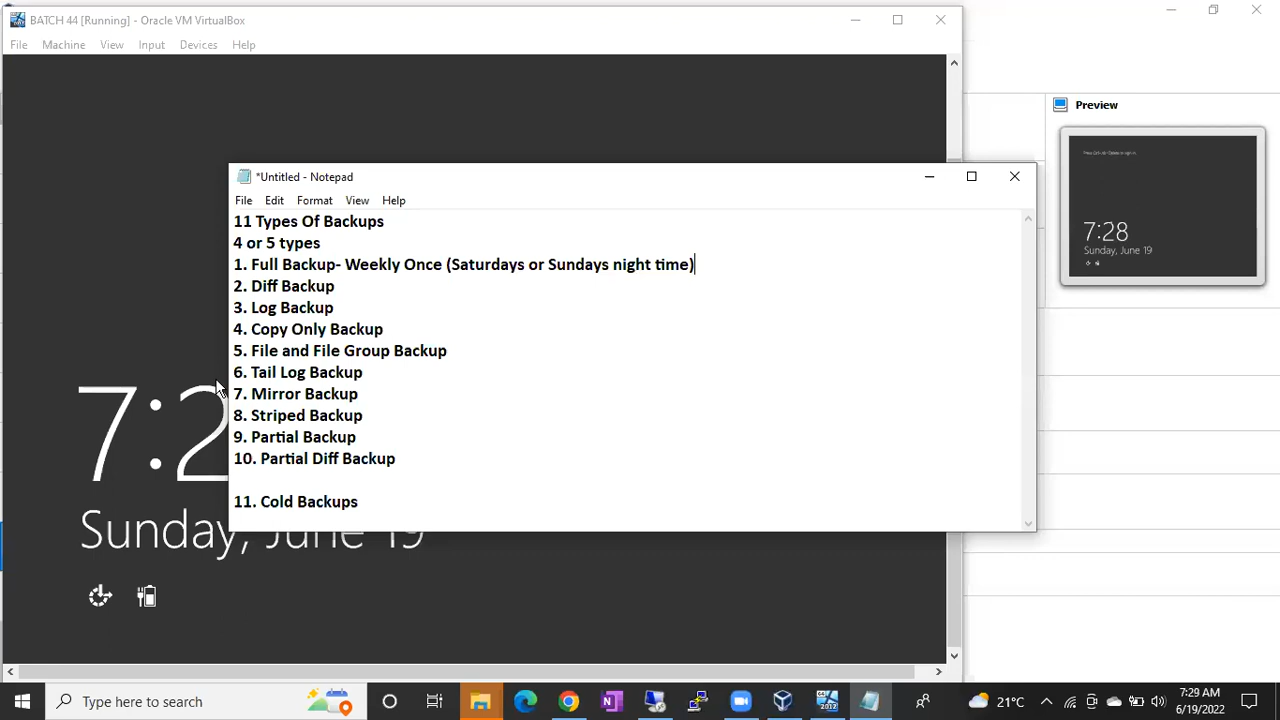 BATCH 44 [Running] - Oracle VM VirtualBox
File Machine View Input Devices Help
Preview
7:28
Sunday, June 19
*Untitled - Notepad
File Edit Format View Help
11 Types Of Backups
4 or 5 types
1. Full Backup- Weekly Once (Saturdays or Sundays night time)
2. Diff Backup
3. Log Backup
4. Copy Only Backup
5. File and File Group Backup
6. Tail Log Backup
7. Mirror Backup
8. Striped Backup
9. Partial Backup
10. Partial Diff Backup
11. Cold Backups
7:2
Sunday, June 19
Type here to search
21°C
7:29 AM
6/19/2022